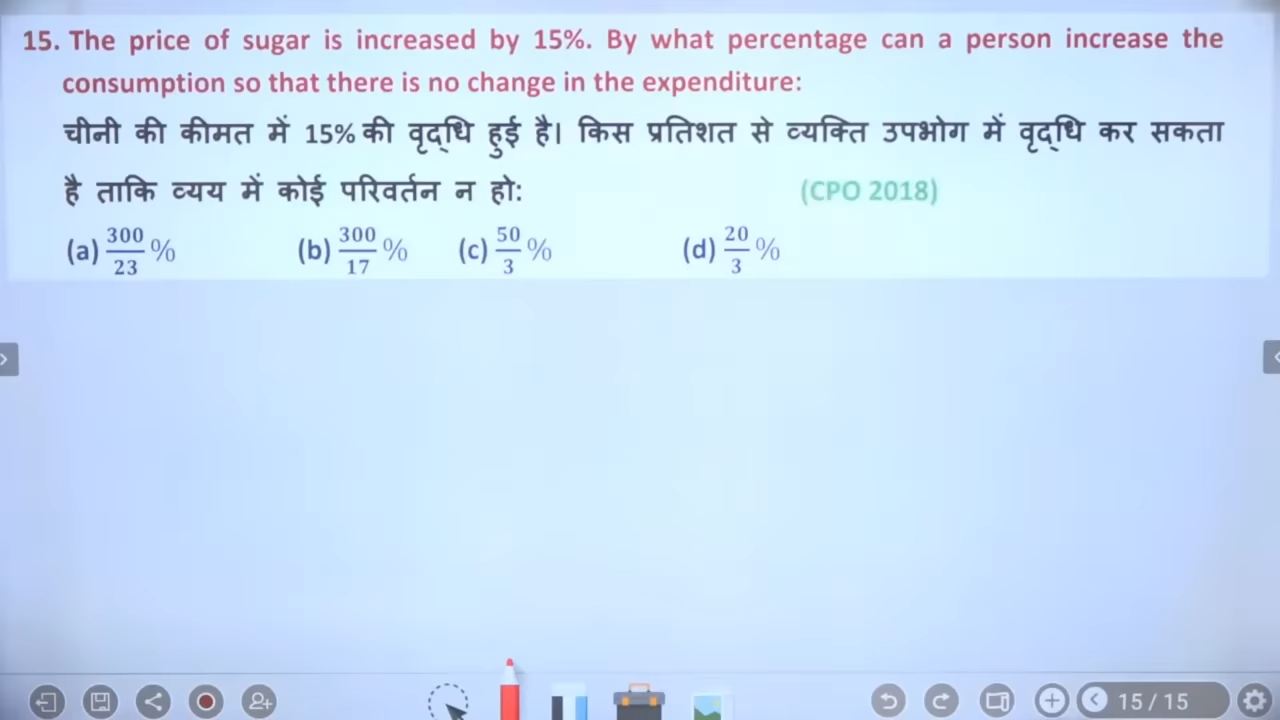 15. The price of sugar is increased by 15%. By what percentage can a person increase the
consumption so that there is no change in the expenditure:
चीनी की कीमत में 15% की वृद्धि हुई है। किस प्रतिशत से व्यक्ति उपभोग में वृद्धि कर सकता
है ताकि व्यय में कोई परिवर्तन न हो: (CPO 2018)
(a) 300/23 % (b) 300/17 % (c) 50/3 % (d) 20/3 %
15 / 15